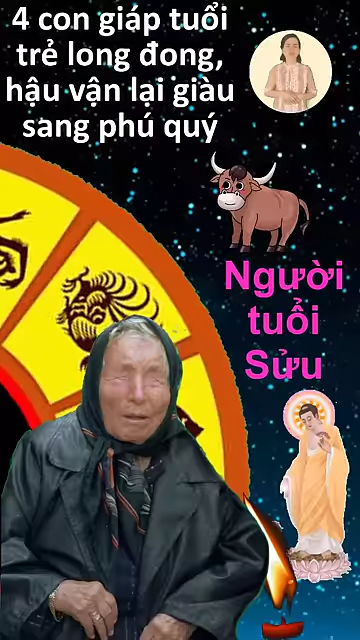 4 con giáp tuổi
trẻ long đong,
hậu vận lại giàu
sang phú quý
Người
tuổi
Sửu